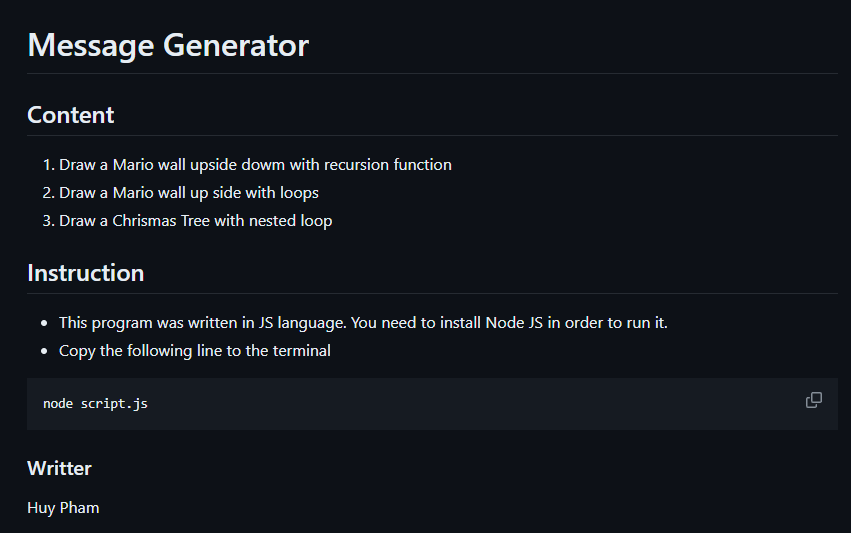 Message Generator
Content
1. Draw a Mario wall upside dowm with recursion function
2. Draw a Mario wall up side with loops
3. Draw a Chrismas Tree with nested loop
Instruction
• This program was written in JS language. You need to install Node JS in order to run it.
• Copy the following line to the terminal
node script.js
Writter
Huy Pham